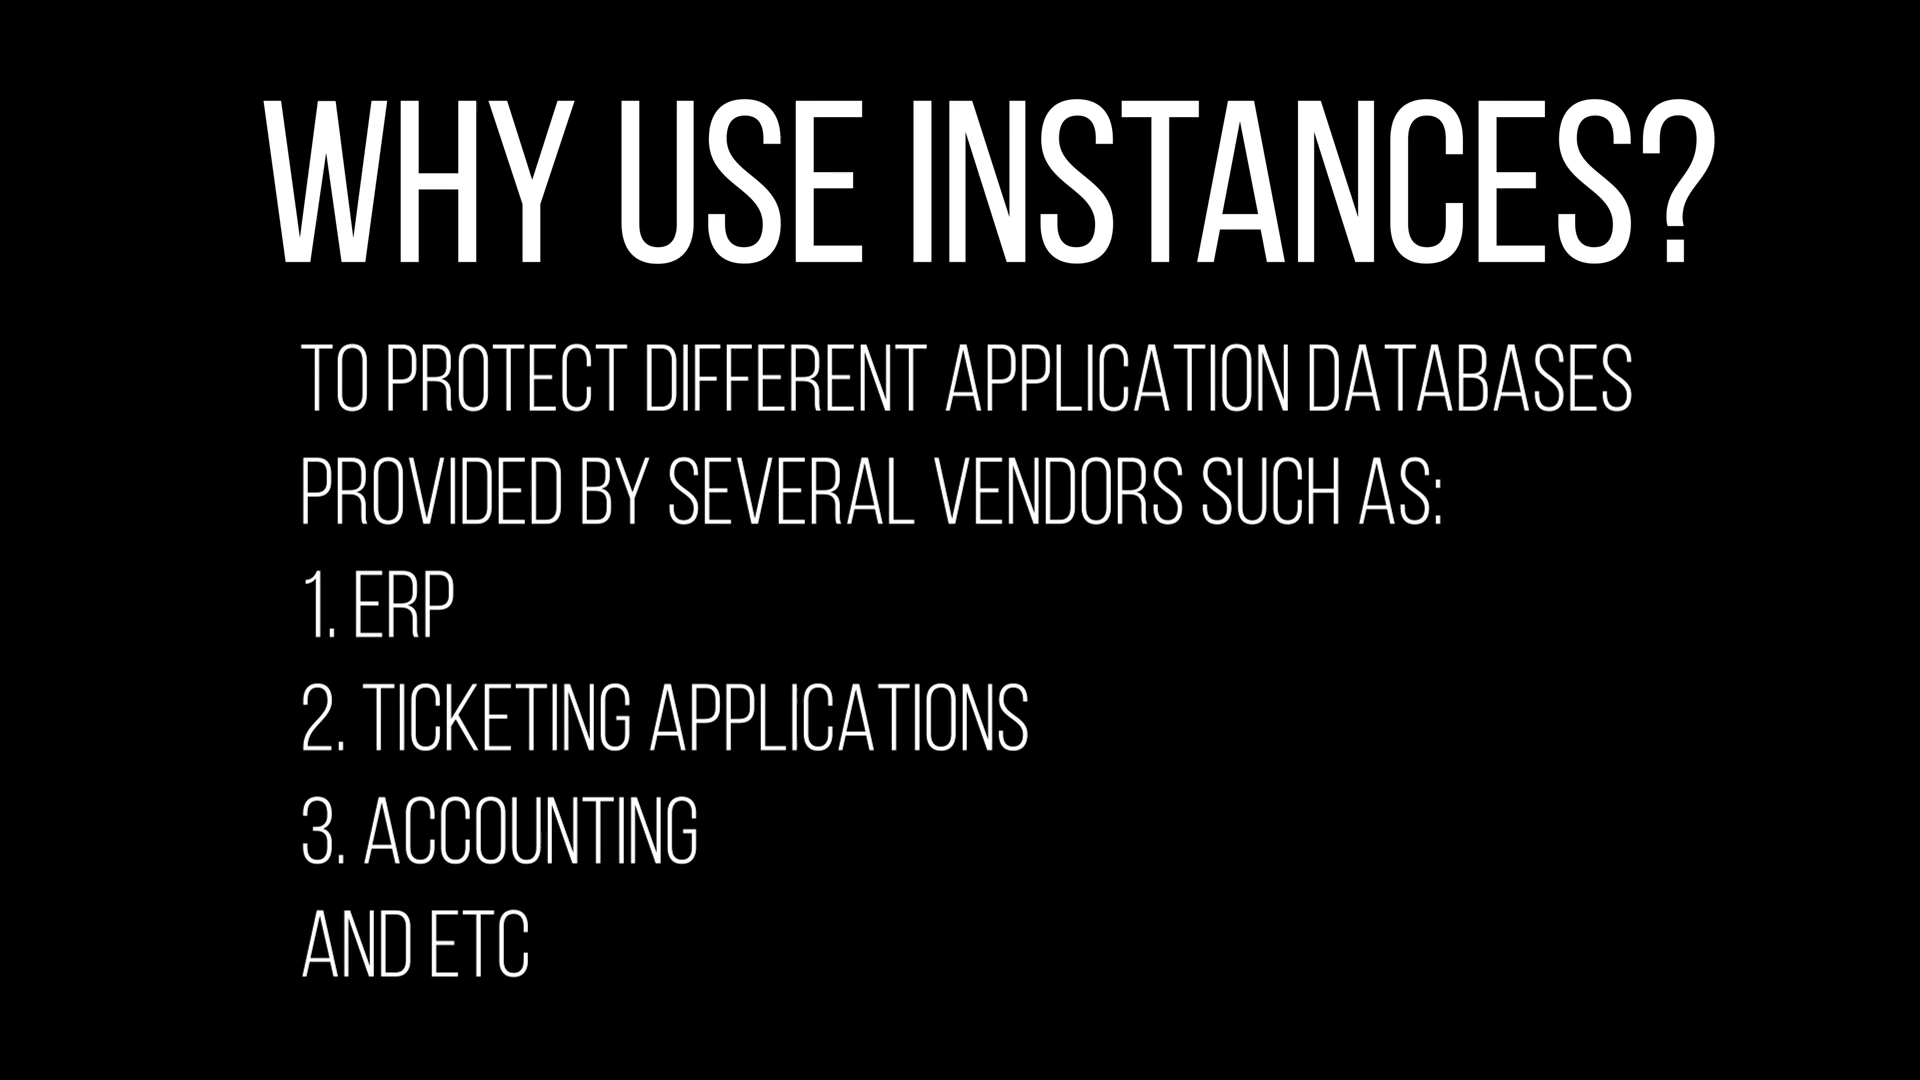 WHY USE INSTANCES?
TO PROTECT DIFFERENT APPLICATION DATABASES
PROVIDED BY SEVERAL VENDORS SUCH AS:
1. ERP
2. TICKETING APPLICATIONS
3. ACCOUNTING
AND ETC